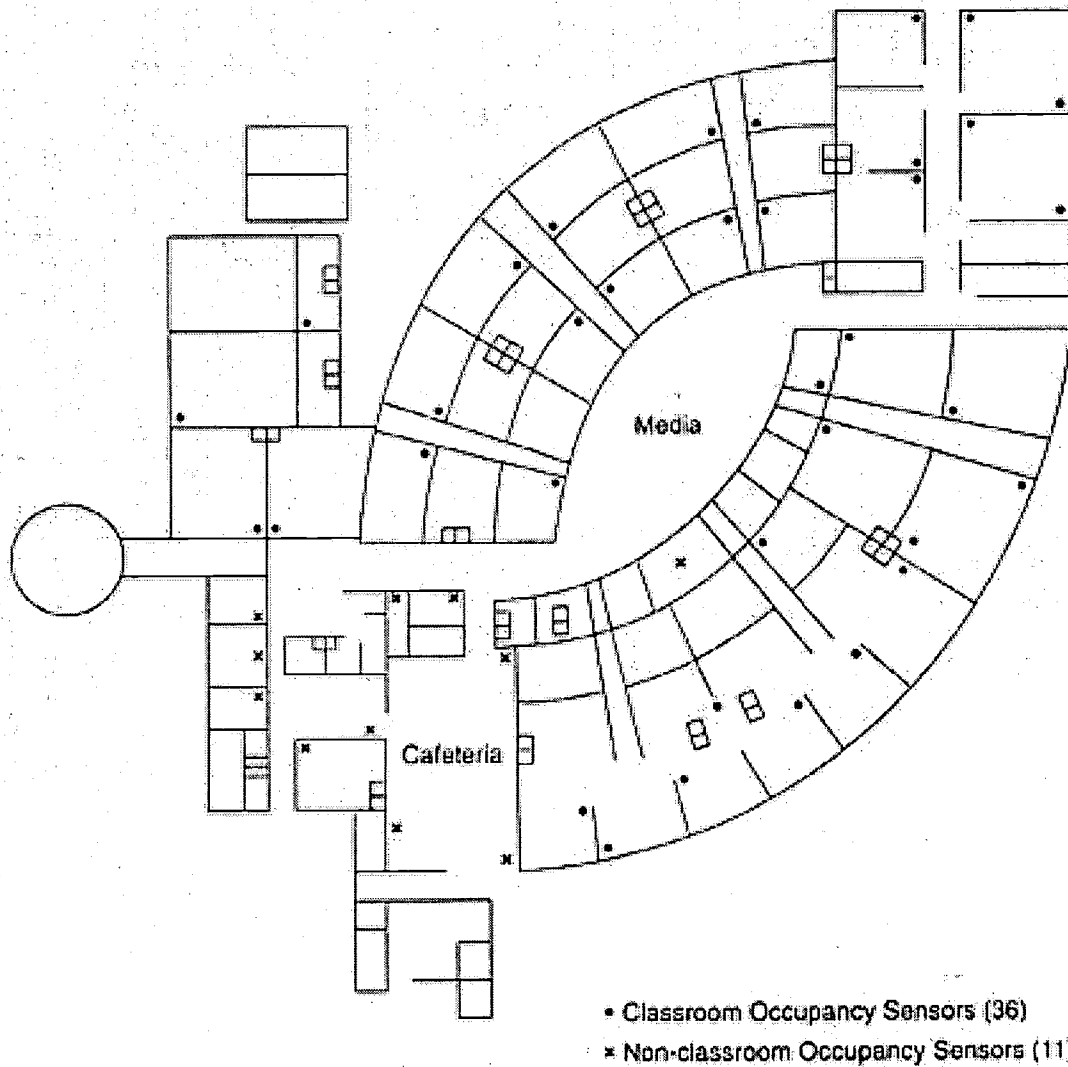 Media
Cafeteria
• Classroom Occupancy Sensors (36)
× Non-classroom Occupancy Sensors (11)